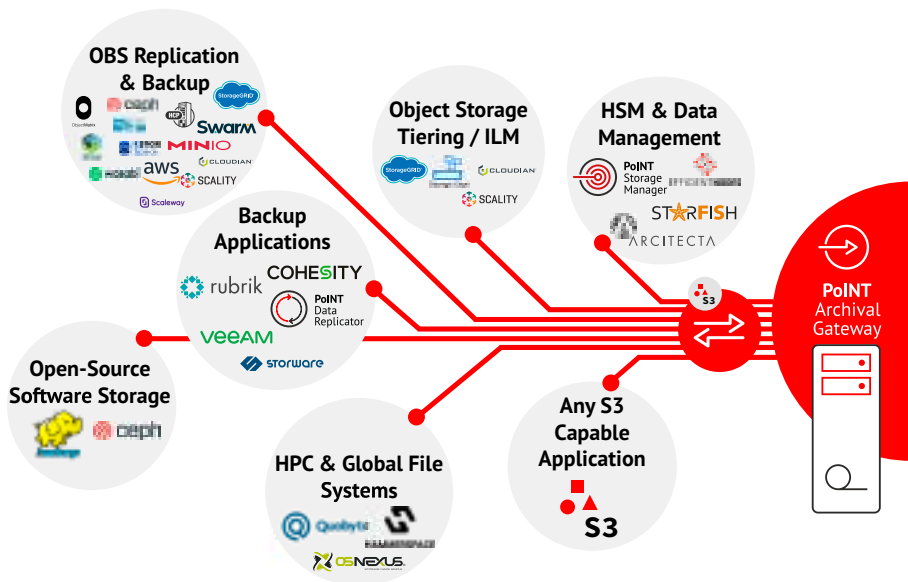 OBS Replication
& Backup
StorageGRID
ceph
HCP
Swarm
MINIO
CLOUDIAN
aws
SCALITY
Scaleway
Object Storage
Tiering / ILM
StorageGRID
CLOUDIAN
SCALITY
HSM & Data
Management
PoINT
Storage
Manager
STARFISH
ARCITECTA
Backup
Applications
rubrik
COHESITY
PoINT
Data
Replicator
veeam
storware
S3
PoINT
Archival
Gateway
Open-Source
Software Storage
ceph
HPC & Global File
Systems
Quobyte
HAMMERSPACE
OSNEXUS
Any S3
Capable
Application
S3